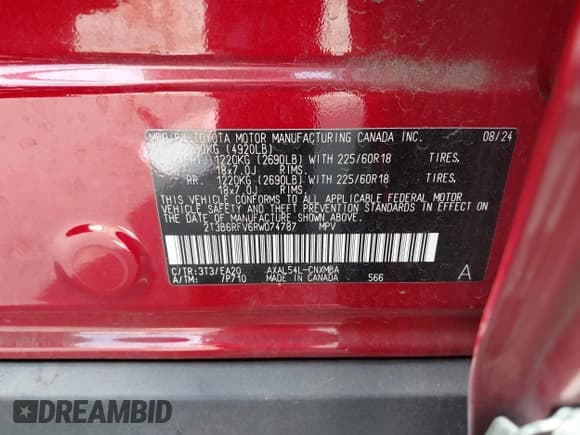 MFD BY: TOYOTA MOTOR MANUFACTURING CANADA INC. 08/24
KG (4920LB)
1220KG (2690LB) WITH 225/60R18 TIRES,
18x7.0J RIMS,
RR. 1220KG (2690LB) WITH 225/60R18 TIRES,
18x7.0J RIMS.
THIS VEHICLE CONFORMS TO ALL APPLICABLE FEDERAL MOTOR
VEHICLE SAFETY AND THEFT PREVENTION STANDARDS IN EFFECT ON
THE DATE OF MANUFACTURE SHOWN ABOVE.
2T3B6RFV6RW074787 MPV
C/TR:3T3/EA20 AXAL54L-CNXMBA
A/TM: /P710 MADE IN CANADA 566 A
DREAMBID